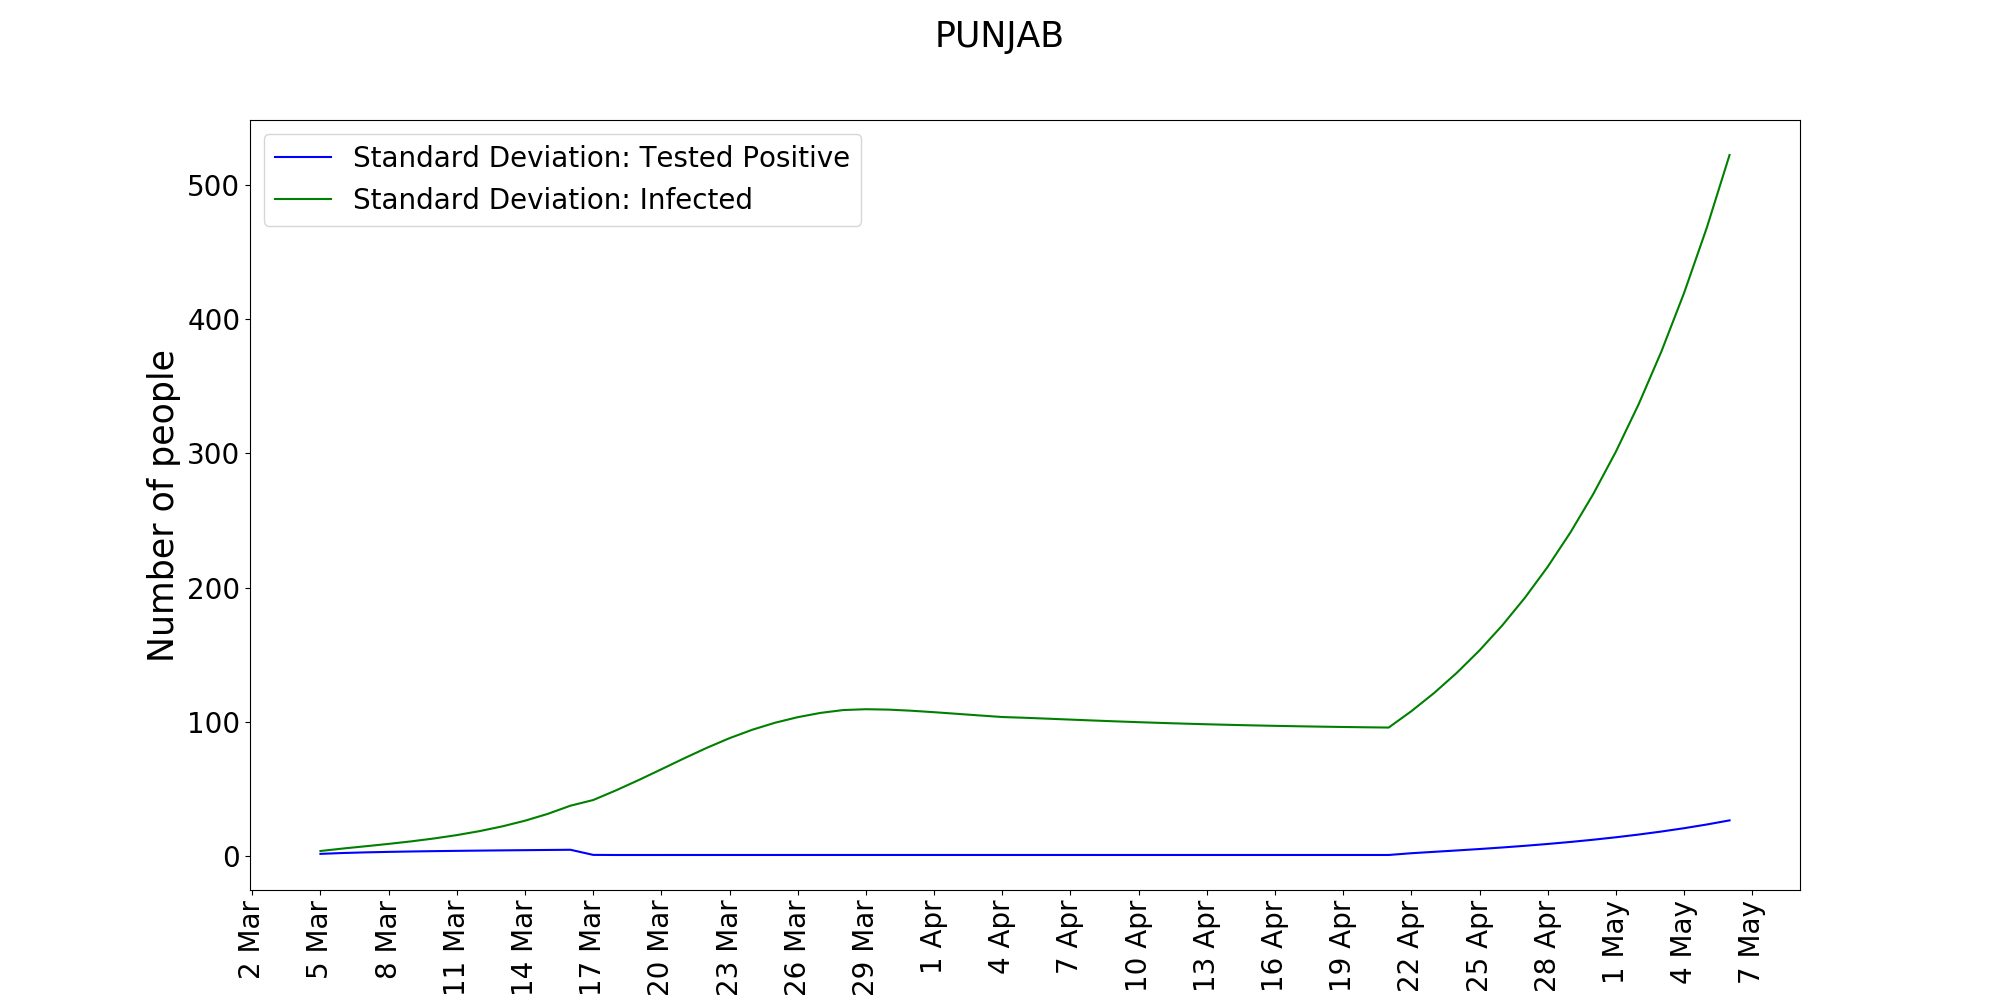 PUNJAB
Standard Deviation: Tested Positive
Standard Deviation: Infected
Number of people
500
400
300
200
100
0
2 Mar
5 Mar
8 Mar
11 Mar
14 Mar
17 Mar
20 Mar
23 Mar
26 Mar
29 Mar
1 Apr
4 Apr
7 Apr
10 Apr
13 Apr
16 Apr
19 Apr
22 Apr
25 Apr
28 Apr
1 May
4 May
7 May